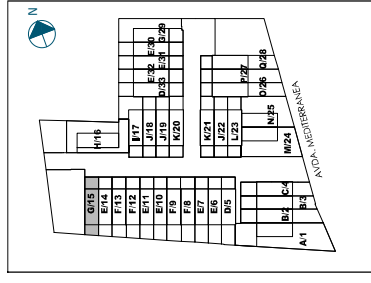 N
G/29
E/30
E/31
E/32
D/33
Q/28
P/27
O/26
H/16
I/17
J/18
J/19
K/20
K/21
J/22
L/23
N/25
M/24
AVDA. MEDITERRANEA
G/15
E/14
F/13
F/12
E/11
E/10
F/9
F/8
E/7
E/6
D/5
C/4
B/3
B/2
A/1